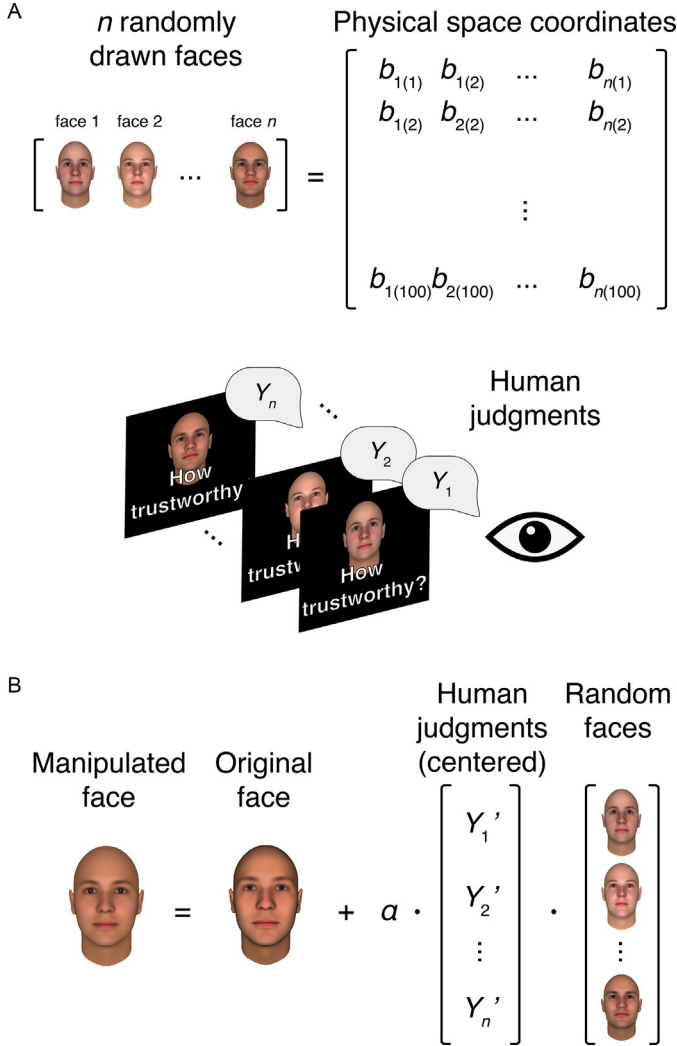 A
n randomly
drawn faces
Physical space coordinates
face 1 face 2 face n
[ ... ] =
b1(1) b1(2) ... bn(1)
b1(2) b2(2) ... bn(2)
⋮
b1(100) b2(100) ... bn(100)
Human
judgments
Yn
...
Y2
Y1
How
trustworthy
...
H
trustw
How
trustworthy?
B
Manipulated
face
Original
face
Human
judgments
(centered)
Random
faces
= + α · ·
Y1’
Y2’
⋮
Yn’
⋮